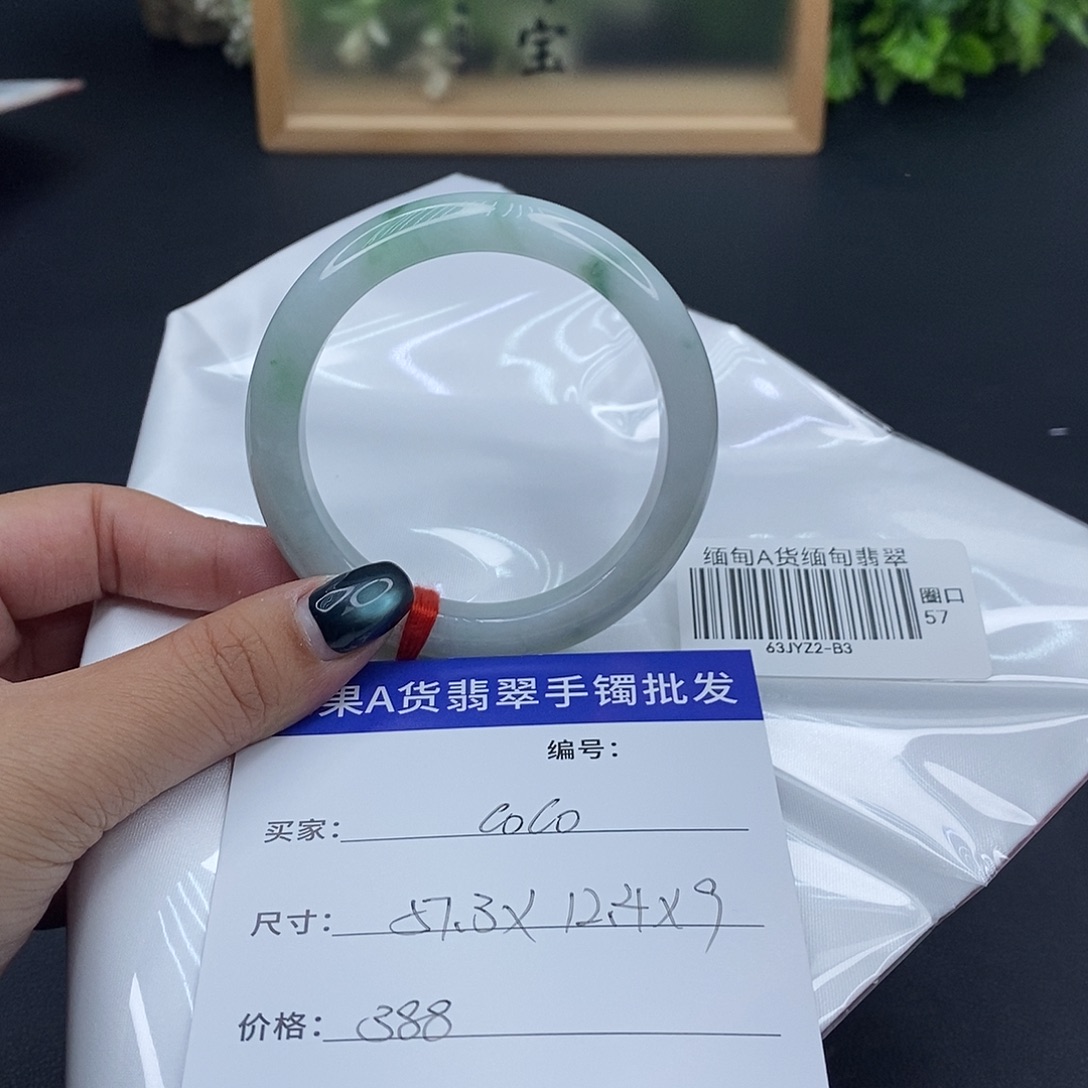 宝
缅甸A货缅甸翡翠
圈口
57
63JYZ2-B3
果A货翡翠手镯批发
编号：
买家： CoCo
尺寸： 57.3X12.4X9
价格： 388